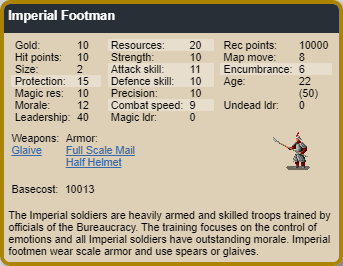 Imperial Footman
Gold: 10 Resources: 20 Rec points: 10000
Hit points: 10 Strength: 10 Map move: 8
Size: 2 Attack skill: 11 Encumbrance: 6
Protection: 15 Defence skill: 10 Age: 22
Magic res: 10 Precision: 10 (50)
Morale: 12 Combat speed: 9 Undead ldr: 0
Leadership: 40 Magic ldr: 0
Weapons: Armor:
Glaive Full Scale Mail
Half Helmet
Basecost: 10013
The Imperial soldiers are heavily armed and skilled troops trained by
officials of the Bureaucracy. The training focuses on the control of
emotions and all Imperial soldiers have outstanding morale. Imperial
footmen wear scale armor and use spears or glaives.